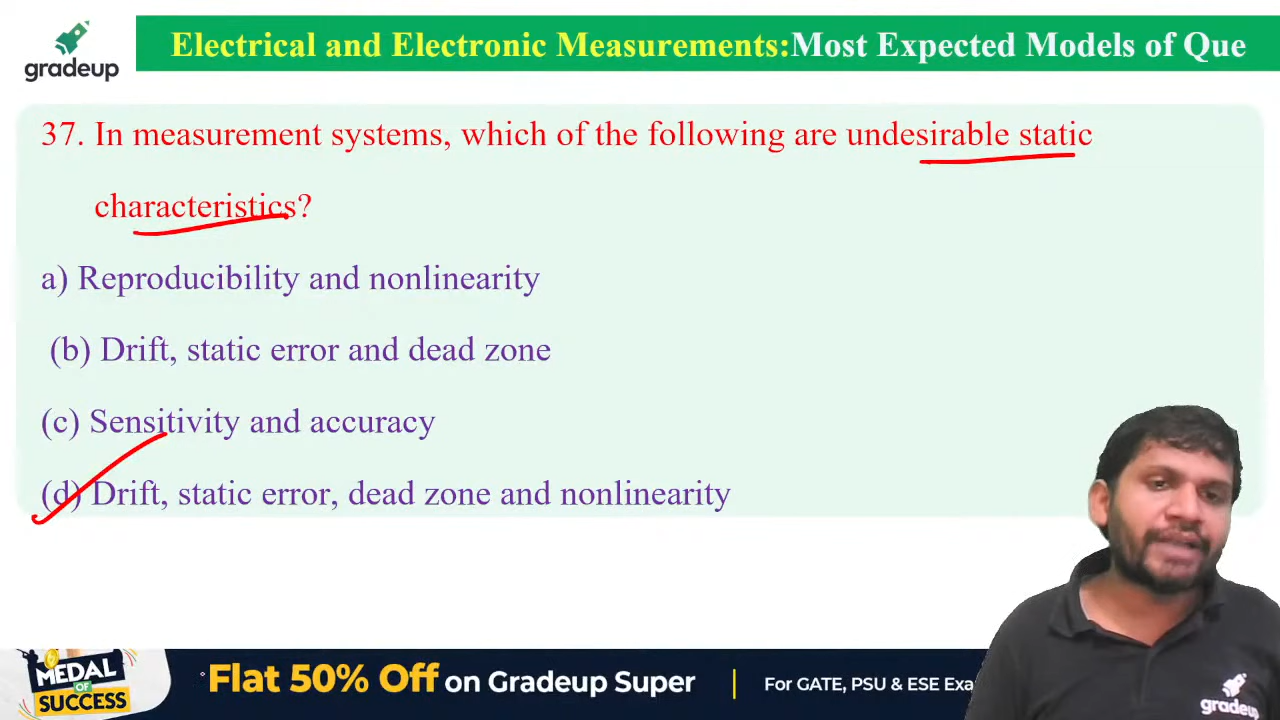 gradeup
Electrical and Electronic Measurements:Most Expected Models of Que
37. In measurement systems, which of the following are undesirable static
characteristics?
a) Reproducibility and nonlinearity
(b) Drift, static error and dead zone
(c) Sensitivity and accuracy
(d) Drift, static error, dead zone and nonlinearity
MEDAL
OF
SUCCESS
Flat 50% Off on Gradeup Super
For GATE, PSU & ESE Exa
gradeup